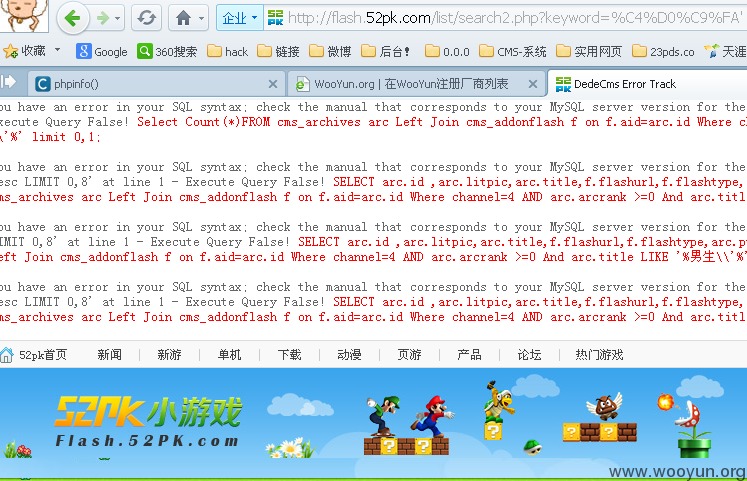 企业 http://flash.52pk.com/list/search2.php?keyword=%C4%D0%C9%FA'
收藏 Google 360搜索 hack 链接 微博 后台! 0.0.0 CMS-系统 实用网页 23pds.co 天涯
phpinfo() WooYun.org | 在WooYun注册厂商列表 DedeCms Error Track
ou have an error in your SQL syntax; check the manual that corresponds to your MySQL server version for the
xecute Query False! Select Count(*)FROM cms_archives arc Left Join cms_addonflash f on f.aid=arc.id Where ch
\'%' limit 0,1;
ou have an error in your SQL syntax; check the manual that corresponds to your MySQL server version for the
esc LIMIT 0,8' at line 1 - Execute Query False! SELECT arc.id ,arc.litpic,arc.title,f.flashurl,f.flashtype,
ms_archives arc Left Join cms_addonflash f on f.aid=arc.id Where channel=4 AND arc.arcrank >=0 And arc.titl
ou have an error in your SQL syntax; check the manual that corresponds to your MySQL server version for the
IMIT 0,8' at line 1 - Execute Query False! SELECT arc.id ,arc.litpic,arc.title,f.flashurl,f.flashtype,arc.pu
eft Join cms_addonflash f on f.aid=arc.id Where channel=4 AND arc.arcrank >=0 And arc.title LIKE '%男生\\'%'
ou have an error in your SQL syntax; check the manual that corresponds to your MySQL server version for the
esc LIMIT 0,8' at line 1 - Execute Query False! SELECT arc.id ,arc.litpic,arc.title,f.flashurl,f.flashtype,
ms_archives arc Left Join cms_addonflash f on f.aid=arc.id Where channel=4 AND arc.arcrank >=0 And arc.titl
52pk首页 新闻 新游 单机 下载 动漫 页游 产品 论坛 热门游戏
52PK小游戏
Flash.52PK.com
www.wooyun.org